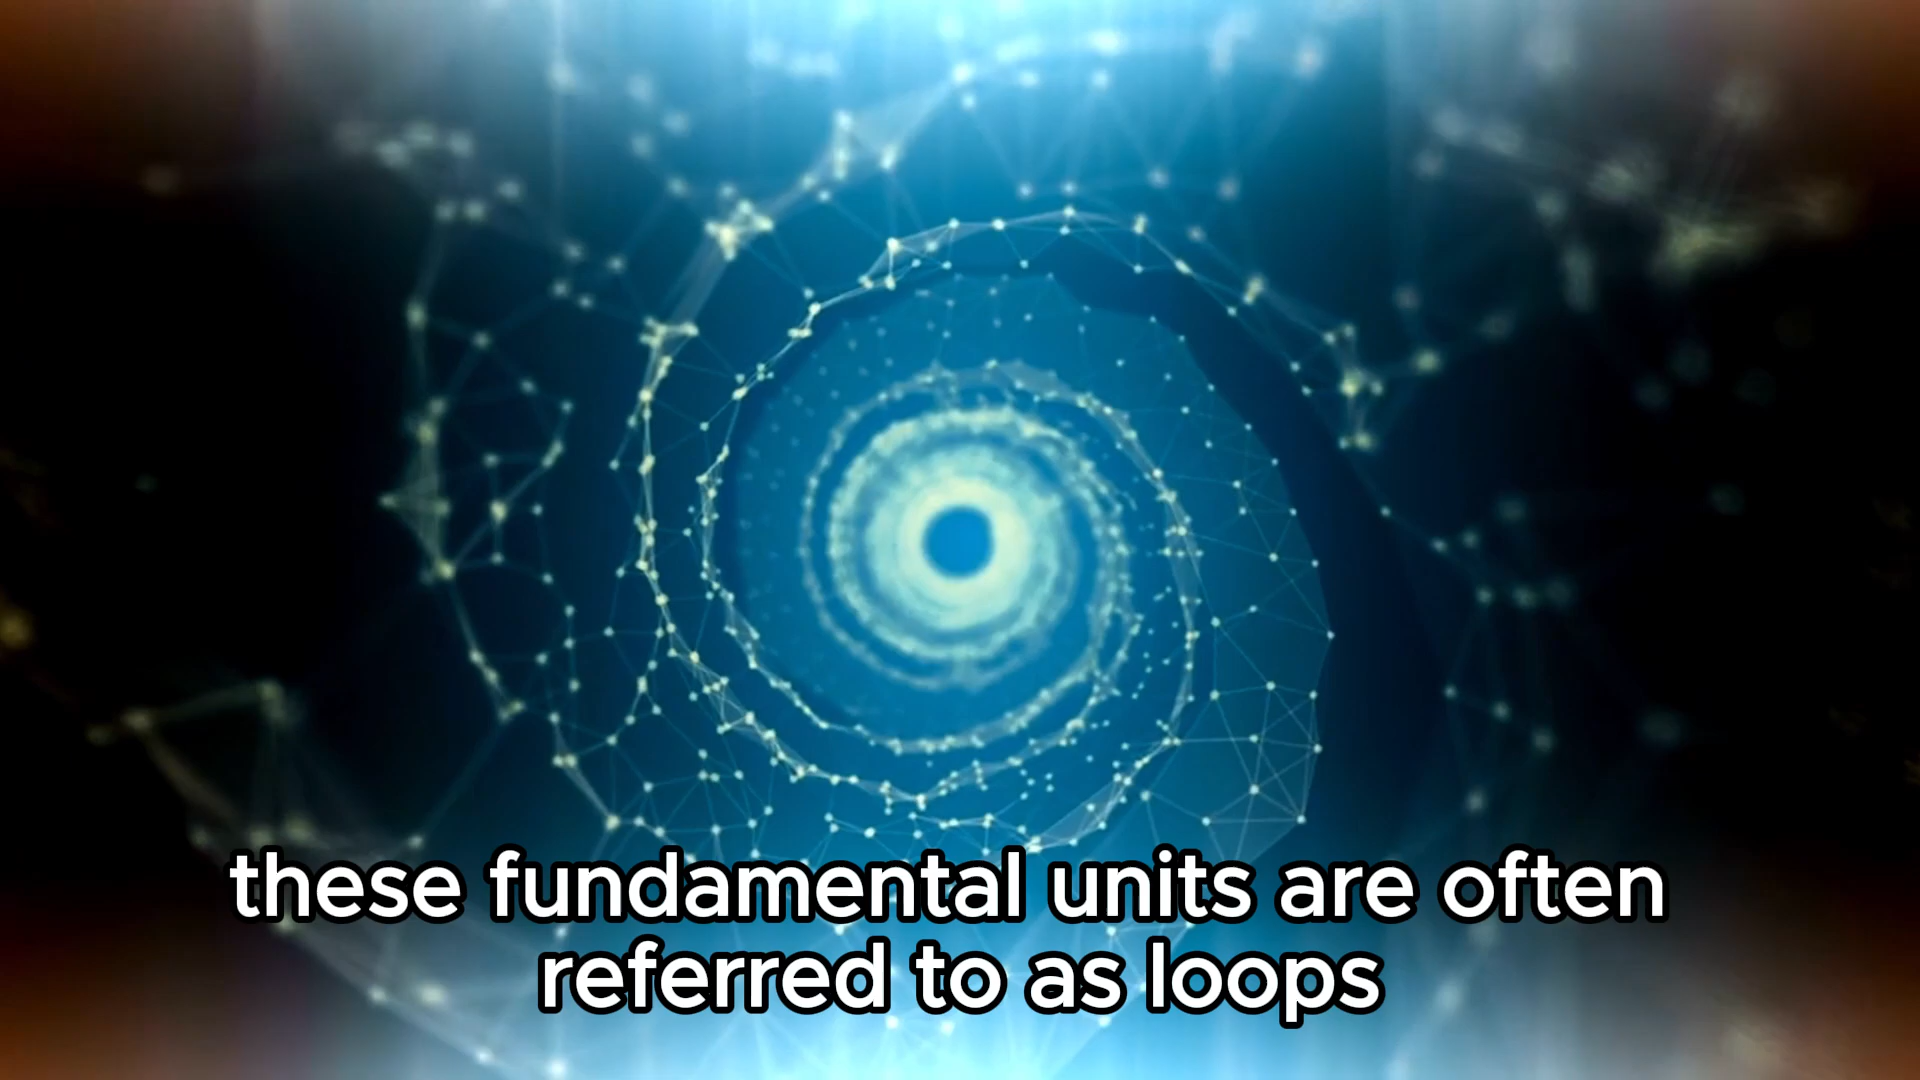 these fundamental units are often
referred to as loops